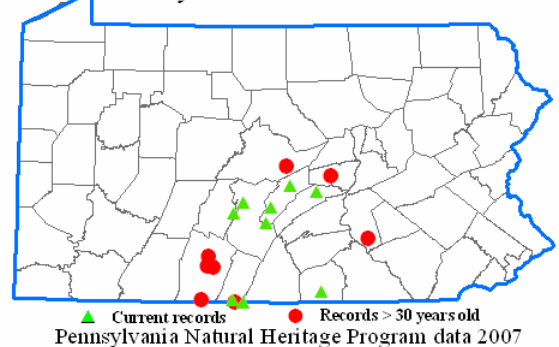 Current records
Records > 30 years old
Pennsylvania Natural Heritage Program data 2007